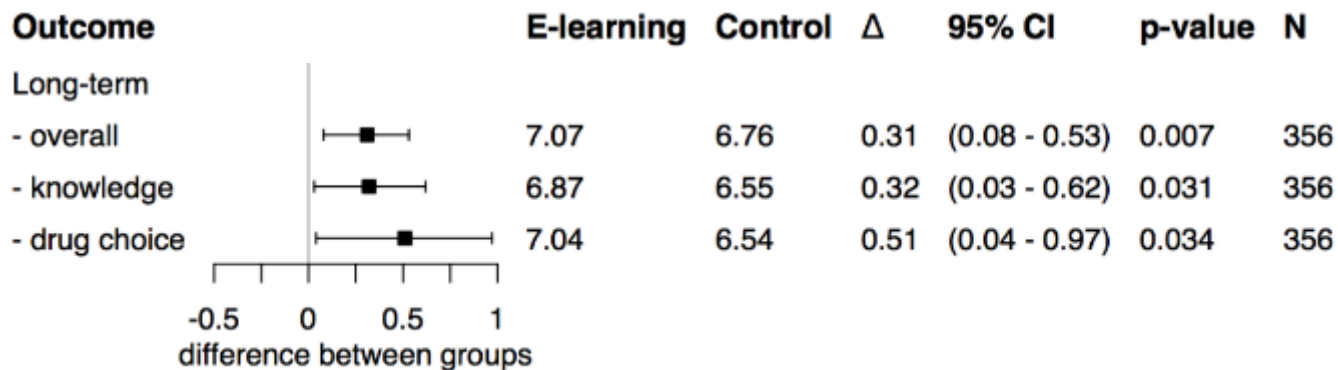 Outcome E-learning Control Δ 95% CI p-value N
Long-term
- overall 7.07 6.76 0.31 (0.08 - 0.53) 0.007 356
- knowledge 6.87 6.55 0.32 (0.03 - 0.62) 0.031 356
- drug choice 7.04 6.54 0.51 (0.04 - 0.97) 0.034 356
-0.5 0 0.5 1
difference between groups